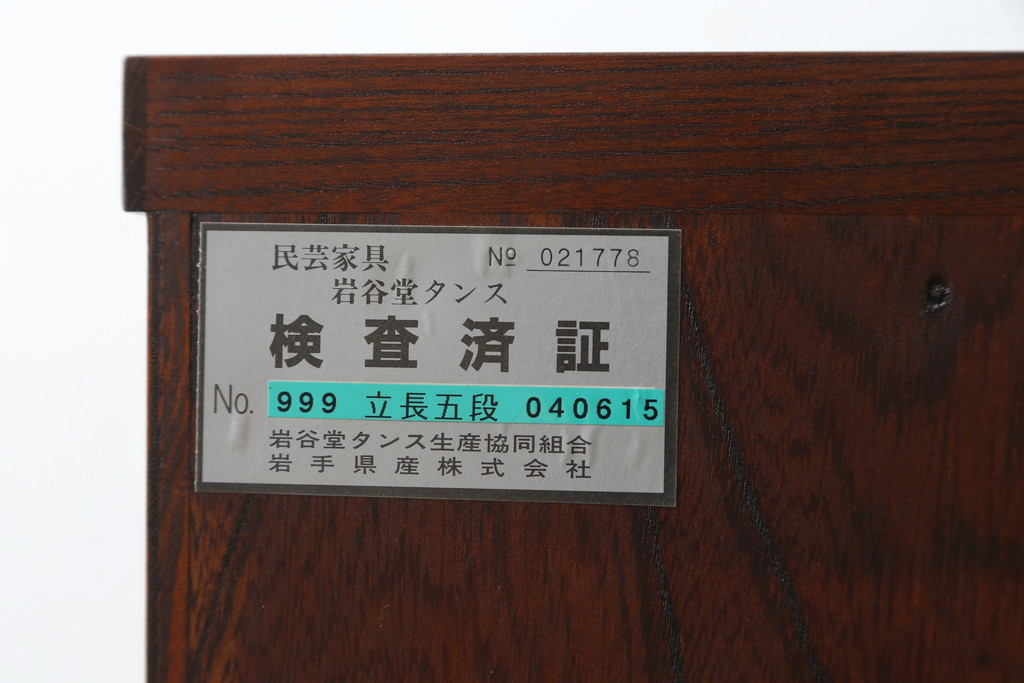 民芸家具 № 021778
岩谷堂タンス
検査済証
No. 999 立長五段 040615
岩谷堂タンス生産協同組合
岩手県産株式会社